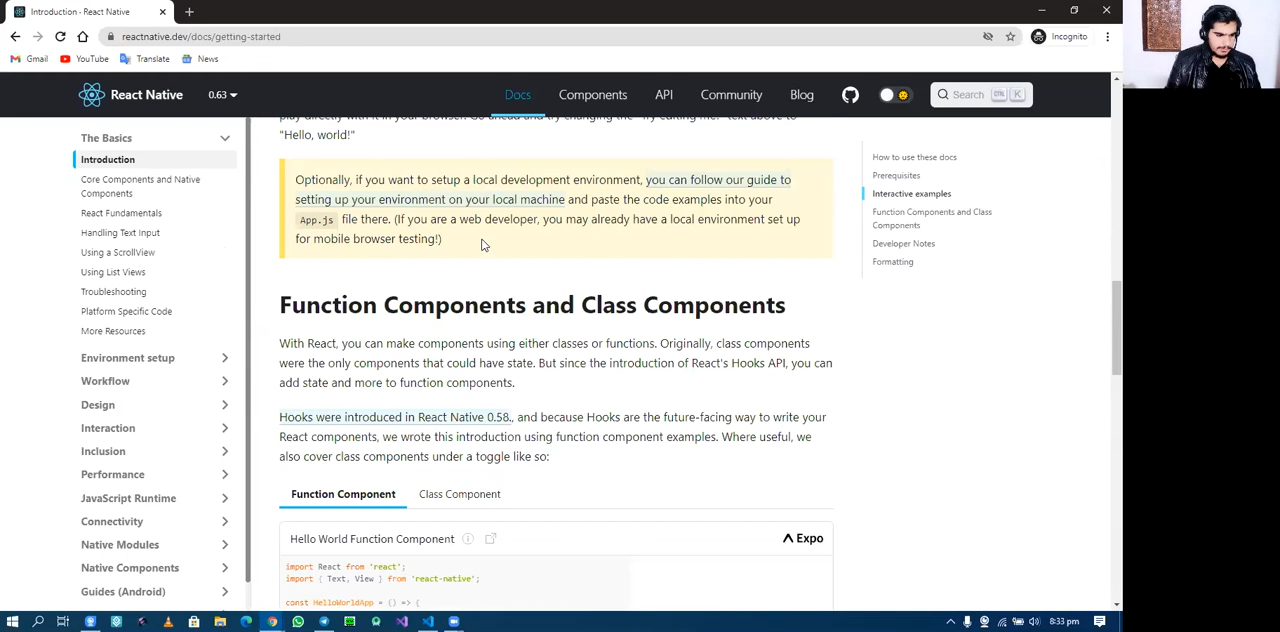 Introduction · React Native
reactnative.dev/docs/getting-started
Incognito
Gmail
YouTube
Translate
News
React Native
0.63
Docs
Components
API
Community
Blog
Search
CTRL
K
The Basics
Introduction
Core Components and Native
Components
React Fundamentals
Handling Text Input
Using a ScrollView
Using List Views
Troubleshooting
Platform Specific Code
More Resources
Environment setup
Workflow
Design
Interaction
Inclusion
Performance
JavaScript Runtime
Connectivity
Native Modules
Native Components
Guides (Android)
"Hello, world!"
Optionally, if you want to setup a local development environment, you can follow our guide to
setting up your environment on your local machine and paste the code examples into your
App.js file there. (If you are a web developer, you may already have a local environment set up
for mobile browser testing!)
Function Components and Class Components
With React, you can make components using either classes or functions. Originally, class components
were the only components that could have state. But since the introduction of React's Hooks API, you can
add state and more to function components.
Hooks were introduced in React Native 0.58., and because Hooks are the future-facing way to write your
React components, we wrote this introduction using function component examples. Where useful, we
also cover class components under a toggle like so:
Function Component
Class Component
Hello World Function Component
Expo
import React from 'react';
import { Text, View } from 'react-native';
const HelloWorldApp = () => {
How to use these docs
Prerequisites
Interactive examples
Function Components and Class
Components
Developer Notes
Formatting
8:33 pm